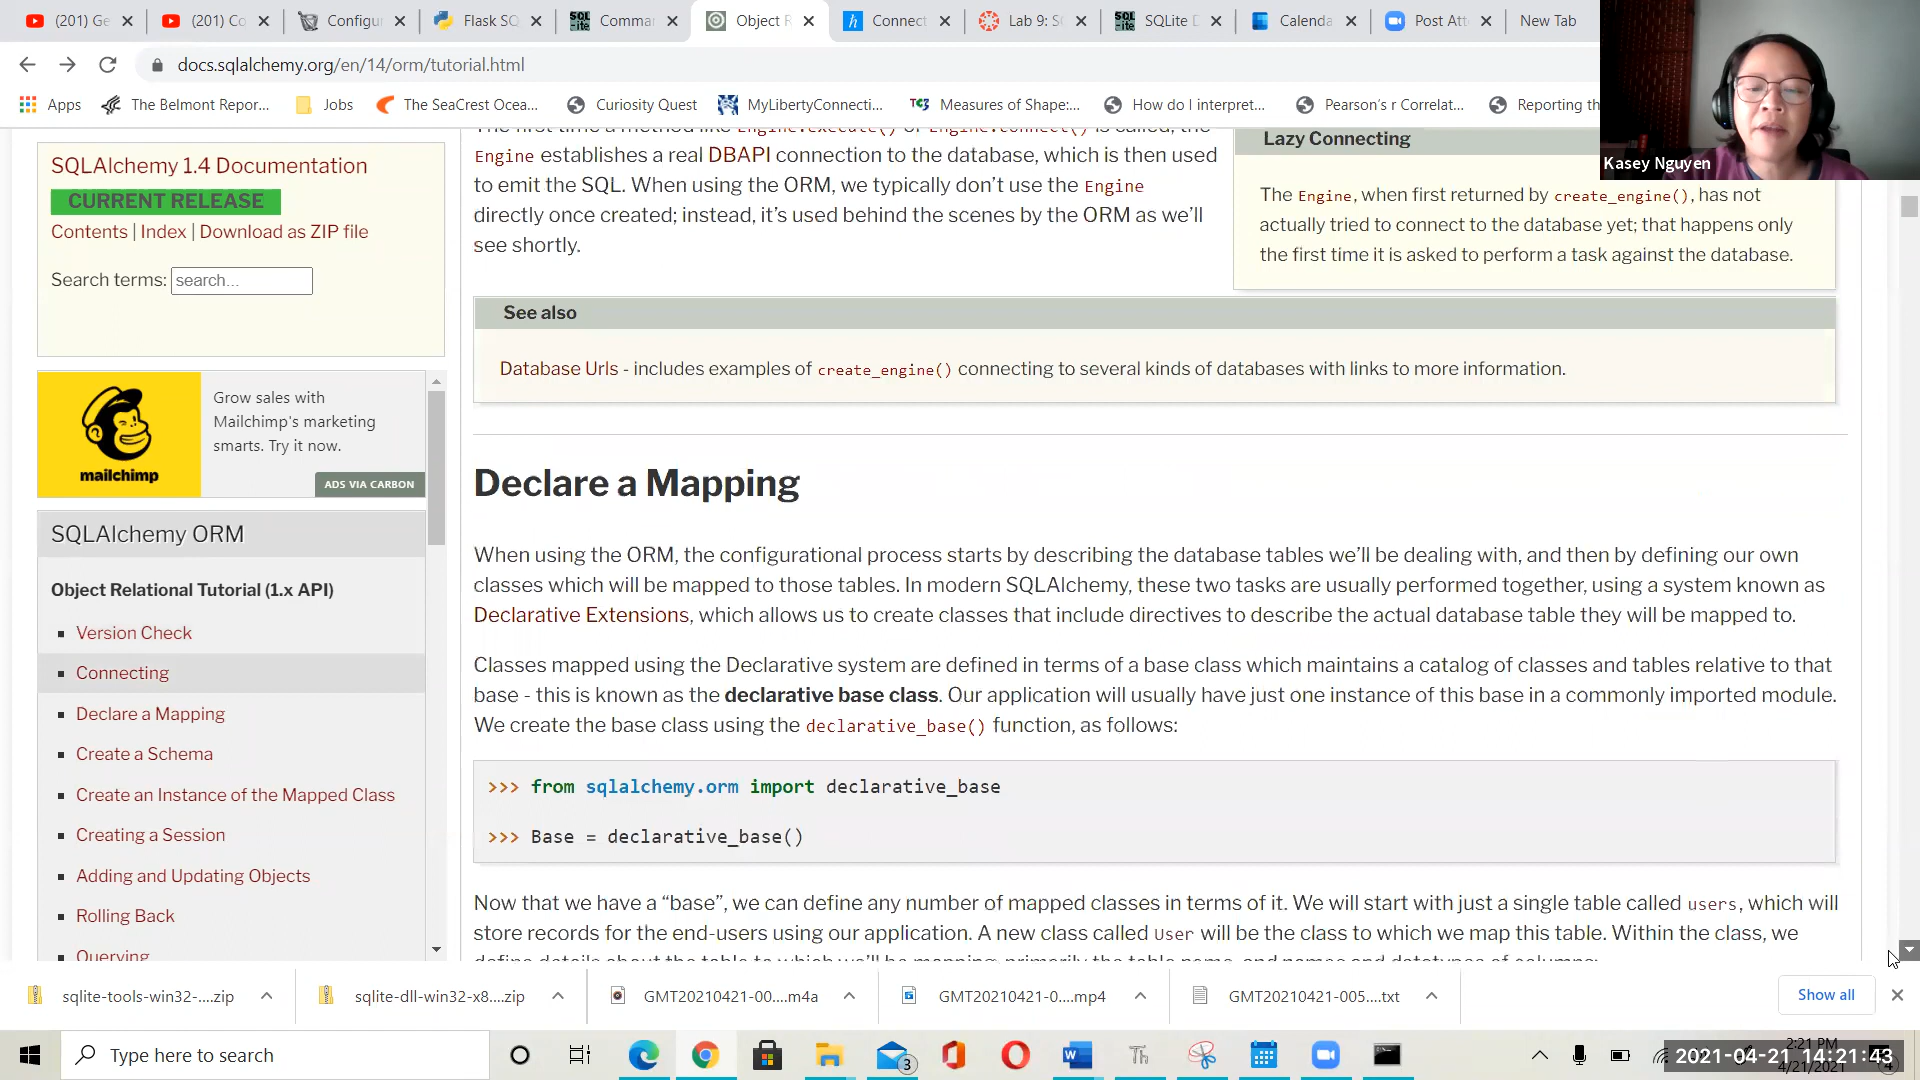 (201) Ge
(201) Co
Configu
Flask SQ
Comma
Object R
Connect
Lab 9: S
SQLite D
Calenda
Post Att
New Tab
docs.sqlalchemy.org/en/14/orm/tutorial.html
Apps
The Belmont Repor...
Jobs
The SeaCrest Ocea...
Curiosity Quest
MyLibertyConnecti...
Measures of Shape:...
How do I interpret...
Pearson's r Correlat...
Reporting th
Kasey Nguyen
SQLAlchemy 1.4 Documentation
CURRENT RELEASE
Contents | Index | Download as ZIP file
Search terms: search...
Grow sales with
Mailchimp's marketing
smarts. Try it now.
mailchimp
ADS VIA CARBON
SQLAlchemy ORM
Object Relational Tutorial (1.x API)
Version Check
Connecting
Declare a Mapping
Create a Schema
Create an Instance of the Mapped Class
Creating a Session
Adding and Updating Objects
Rolling Back
Querying
The first time a method like Engine.execute() or Engine.connect() is called, the
Engine establishes a real DBAPI connection to the database, which is then used
to emit the SQL. When using the ORM, we typically don't use the Engine
directly once created; instead, it's used behind the scenes by the ORM as we'll
see shortly.
Lazy Connecting
The Engine, when first returned by create_engine(), has not
actually tried to connect to the database yet; that happens only
the first time it is asked to perform a task against the database.
See also
Database Urls - includes examples of create_engine() connecting to several kinds of databases with links to more information.
Declare a Mapping
When using the ORM, the configurational process starts by describing the database tables we'll be dealing with, and then by defining our own
classes which will be mapped to those tables. In modern SQLAlchemy, these two tasks are usually performed together, using a system known as
Declarative Extensions, which allows us to create classes that include directives to describe the actual database table they will be mapped to.
Classes mapped using the Declarative system are defined in terms of a base class which maintains a catalog of classes and tables relative to that
base - this is known as the declarative base class. Our application will usually have just one instance of this base in a commonly imported module.
We create the base class using the declarative_base() function, as follows:
>>> from sqlalchemy.orm import declarative_base
>>> Base = declarative_base()
Now that we have a “base”, we can define any number of mapped classes in terms of it. We will start with just a single table called users, which will
store records for the end-users using our application. A new class called User will be the class to which we map this table. Within the class, we
define details about the table to which we'll be mapping, primarily the table name, and names and datatypes of columns:
sqlite-tools-win32-....zip
sqlite-dll-win32-x8....zip
GMT20210421-00....m4a
GMT20210421-0....mp4
GMT20210421-005....txt
Show all
Type here to search
3
2:21 PM
4/21/2021
2021-04-21 14:21:43